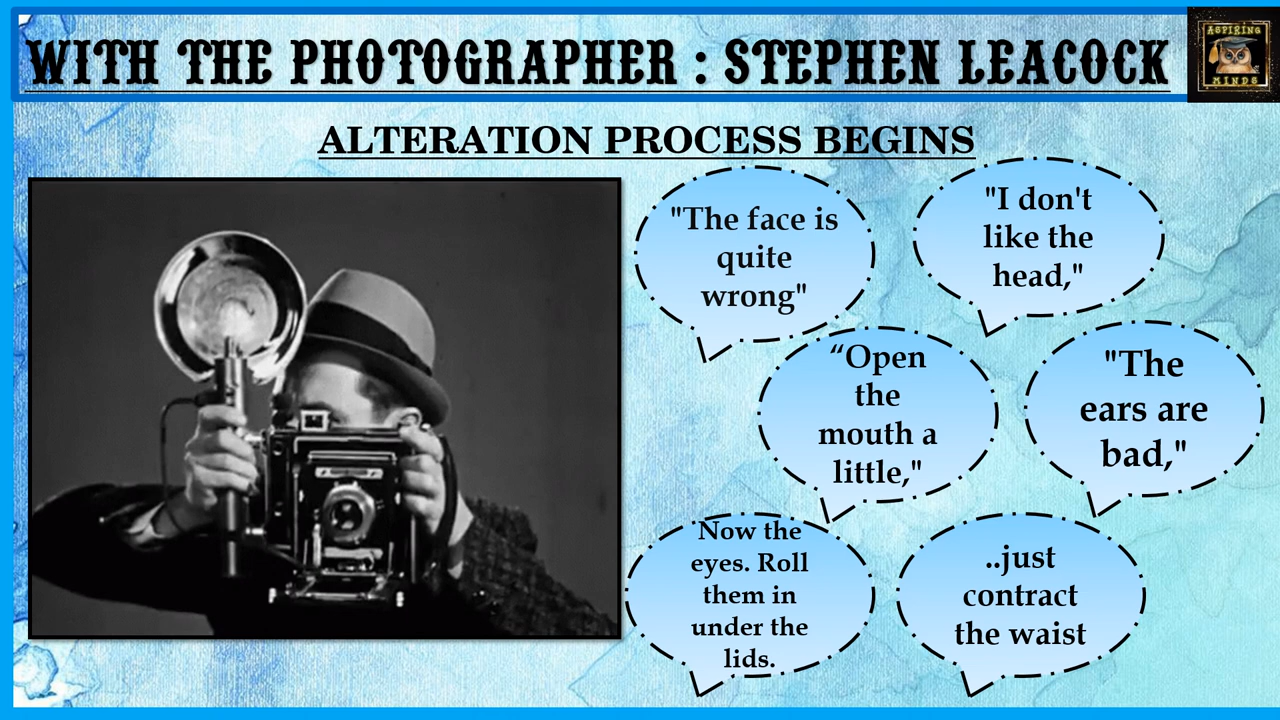 WITH THE PHOTOGRAPHER : STEPHEN LEACOCK
ASPIRING
MINDS
ALTERATION PROCESS BEGINS
"The face is
quite
wrong"
"I don't
like the
head,"
“Open
the
mouth a
little,"
"The
ears are
bad,"
Now the
eyes. Roll
them in
under the
lids.
..just
contract
the waist